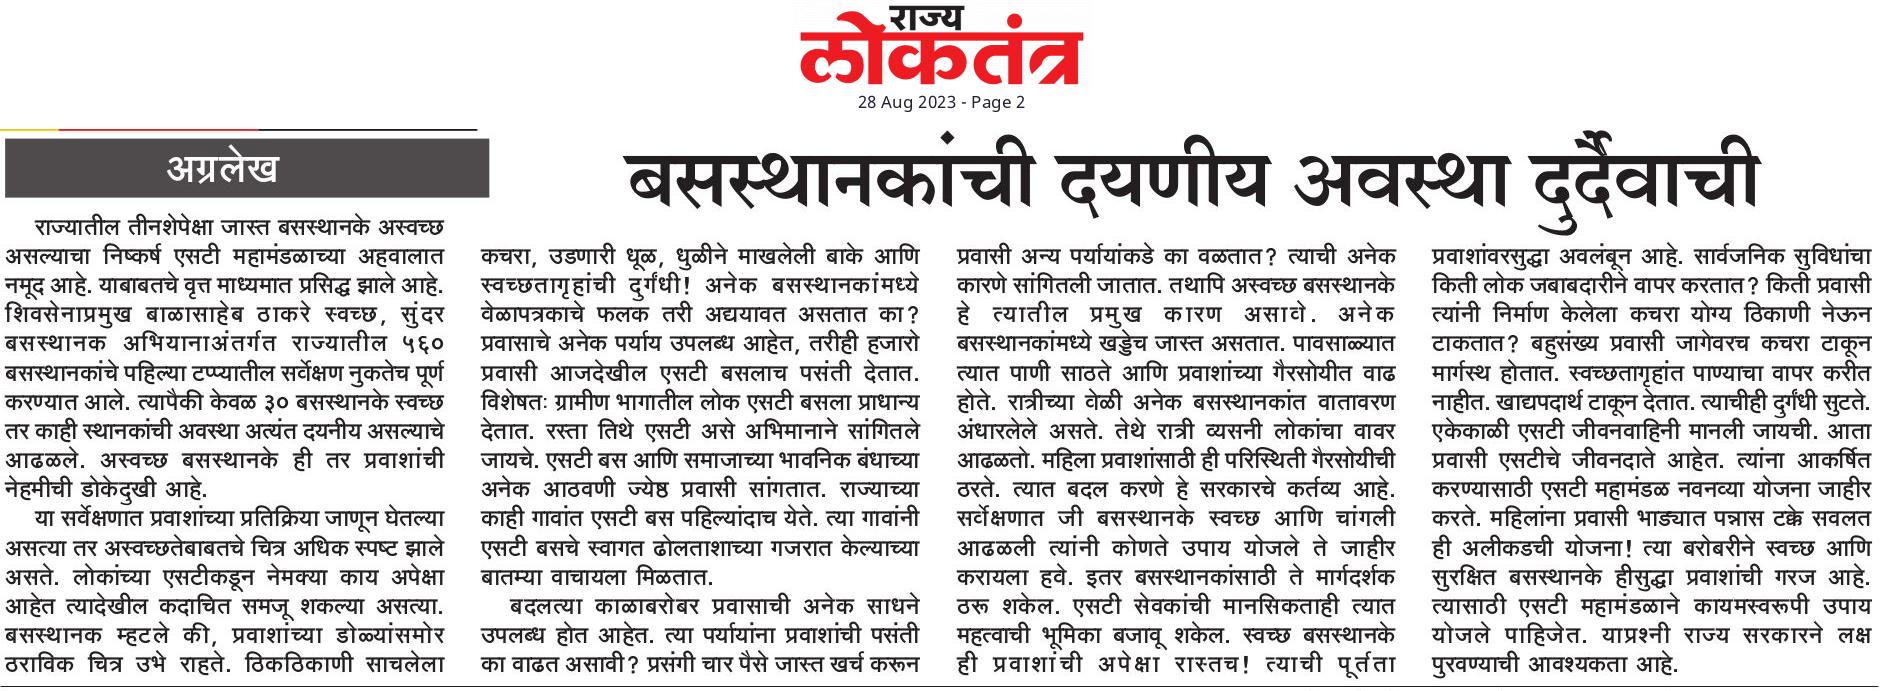 राज्य
लोकतंत्र
28 Aug 2023 - Page 2
अग्रलेख
बसस्थानकांची दयणीय अवस्था दुर्दैवाची
राज्यातील तीनशेपेक्षा जास्त बसस्थानके अस्वच्छ
असल्याचा निष्कर्ष एसटी महामंडळाच्या अहवालात
नमूद आहे. याबाबतचे वृत्त माध्यमात प्रसिद्ध झाले आहे.
शिवसेनाप्रमुख बाळासाहेब ठाकरे स्वच्छ, सुंदर
बसस्थानक अभियानाअंतर्गत राज्यातील ५६०
बसस्थानकांचे पहिल्या टप्प्यातील सर्वेक्षण नुकतेच पूर्ण
करण्यात आले. त्यापैकी केवळ ३० बसस्थानके स्वच्छ
तर काही स्थानकांची अवस्था अत्यंत दयनीय असल्याचे
आढळले. अस्वच्छ बसस्थानके ही तर प्रवाशांची
नेहमीची डोकेदुखी आहे.
या सर्वेक्षणात प्रवाशांच्या प्रतिक्रिया जाणून घेतल्या
असत्या तर अस्वच्छतेबाबतचे चित्र अधिक स्पष्ट झाले
असते. लोकांच्या एसटीकडून नेमक्या काय अपेक्षा
आहेत त्यादेखील कदाचित समजू शकल्या असत्या.
बसस्थानक म्हटले की, प्रवाशांच्या डोळ्यांसमोर
ठराविक चित्र उभे राहते. ठिकठिकाणी साचलेला
कचरा, उडणारी धूळ, धुळीने माखलेली बाके आणि
स्वच्छतागृहांची दुर्गंधी! अनेक बसस्थानकांमध्ये
वेळापत्रकाचे फलक तरी अद्ययावत असतात का?
प्रवासाचे अनेक पर्याय उपलब्ध आहेत, तरीही हजारो
प्रवासी आजदेखील एसटी बसलाच पसंती देतात.
विशेषतः ग्रामीण भागातील लोक एसटी बसला प्राधान्य
देतात. रस्ता तिथे एसटी असे अभिमानाने सांगितले
जायचे. एसटी बस आणि समाजाच्या भावनिक बंधाच्या
अनेक आठवणी ज्येष्ठ प्रवासी सांगतात. राज्याच्या
काही गावांत एसटी बस पहिल्यांदाच येते. त्या गावांनी
एसटी बसचे स्वागत ढोलताशाच्या गजरात केल्याच्या
बातम्या वाचायला मिळतात.
बदलत्या काळाबरोबर प्रवासाची अनेक साधने
उपलब्ध होत आहेत. त्या पर्यायांना प्रवाशांची पसंती
का वाढत असावी? प्रसंगी चार पैसे जास्त खर्च करून
प्रवासी अन्य पर्यायांकडे का वळतात? त्याची अनेक
कारणे सांगितली जातात. तथापि अस्वच्छ बसस्थानके
हे त्यातील प्रमुख कारण असावे. अनेक
बसस्थानकांमध्ये खड्डेच जास्त असतात. पावसाळ्यात
त्यात पाणी साठते आणि प्रवाशांच्या गैरसोयीत वाढ
होते. रात्रीच्या वेळी अनेक बसस्थानकांत वातावरण
अंधारलेले असते. तेथे रात्री व्यसनी लोकांचा वावर
आढळतो. महिला प्रवाशांसाठी ही परिस्थिती गैरसोयीची
ठरते. त्यात बदल करणे हे सरकारचे कर्तव्य आहे.
सर्वेक्षणात जी बसस्थानके स्वच्छ आणि चांगली
आढळली त्यांनी कोणते उपाय योजले ते जाहीर
करायला हवे. इतर बसस्थानकांसाठी ते मार्गदर्शक
ठरू शकेल. एसटी सेवकांची मानसिकताही त्यात
महत्वाची भूमिका बजावू शकेल. स्वच्छ बसस्थानके
ही प्रवाशांची अपेक्षा रास्तच! त्याची पूर्तता
प्रवाशांवरसुद्धा अवलंबून आहे. सार्वजनिक सुविधांचा
किती लोक जबाबदारीने वापर करतात? किती प्रवासी
त्यांनी निर्माण केलेला कचरा योग्य ठिकाणी नेऊन
टाकतात? बहुसंख्य प्रवासी जागेवरच कचरा टाकून
मार्गस्थ होतात. स्वच्छतागृहांत पाण्याचा वापर करीत
नाहीत. खाद्यपदार्थ टाकून देतात. त्याचीही दुर्गंधी सुटते.
एकेकाळी एसटी जीवनवाहिनी मानली जायची. आता
प्रवासी एसटीचे जीवनदाते आहेत. त्यांना आकर्षित
करण्यासाठी एसटी महामंडळ नवनव्या योजना जाहीर
करते. महिलांना प्रवासी भाड्यात पन्नास टक्के सवलत
ही अलीकडची योजना! त्या बरोबरीने स्वच्छ आणि
सुरक्षित बसस्थानके हीसुद्धा प्रवाशांची गरज आहे.
त्यासाठी एसटी महामंडळाने कायमस्वरूपी उपाय
योजले पाहिजेत. याप्रश्नी राज्य सरकारने लक्ष
पुरवण्याची आवश्यकता आहे.